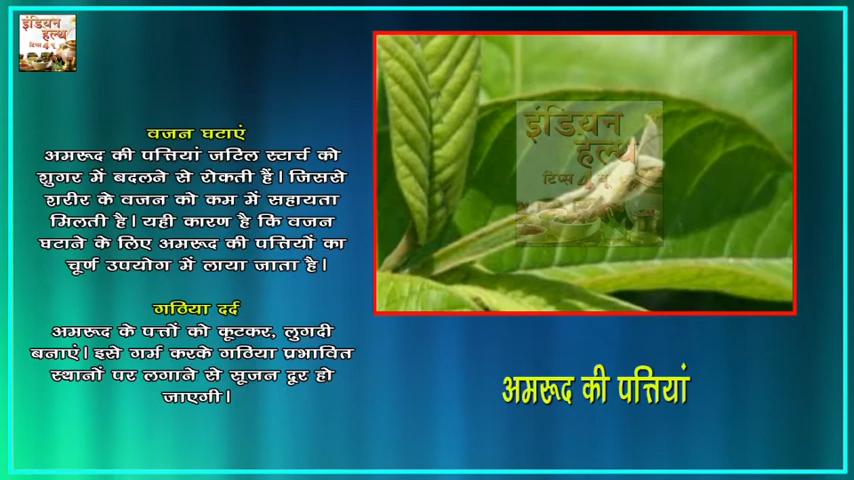 इंडियन
हेल्थ
टिप्स 4 यू
वजन घटाएं
अमरूद की पत्तियां जटिल स्टार्च को
शुगर में बदलने से रोकती हैं। जिससे
शरीर के वजन को कम में सहायता
मिलती है। यही कारण है कि वजन
घटाने के लिए अमरूद की पत्तियों का
चूर्ण उपयोग में लाया जाता है।
गठिया दर्द
अमरूद के पत्तों को कूटकर, लुगदी
बनाएं। इसे गर्म करके गठिया प्रभावित
स्थानों पर लगाने से सूजन दूर हो
जाएगी।
इंडियन
हेल्थ
टिप्स 4 यू
अमरूद की पत्तियां